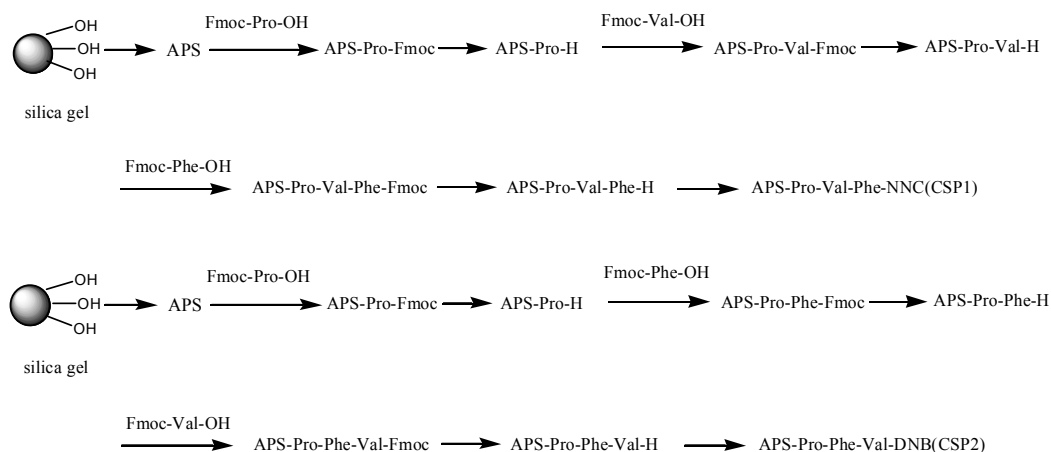 OH
Fmoc-Pro-OH
Fmoc-Val-OH
OH
APS
APS-Pro-Fmoc
APS-Pro-H
APS-Pro-Val-Fmoc
APS-Pro-Val-H
OH
silica gel
Fmoc-Phe-OH
APS-Pro-Val-Phe-Fmoc
APS-Pro-Val-Phe-H
APS-Pro-Val-Phe-NNC(CSP1)
OH
Fmoc-Pro-OH
Fmoc-Phe-OH
OH
APS
APS-Pro-Fmoc
APS-Pro-H
APS-Pro-Phe-Fmoc
APS-Pro-Phe-H
OH
silica gel
Fmoc-Val-OH
APS-Pro-Phe-Val-Fmoc
APS-Pro-Phe-Val-H
APS-Pro-Phe-Val-DNB(CSP2)